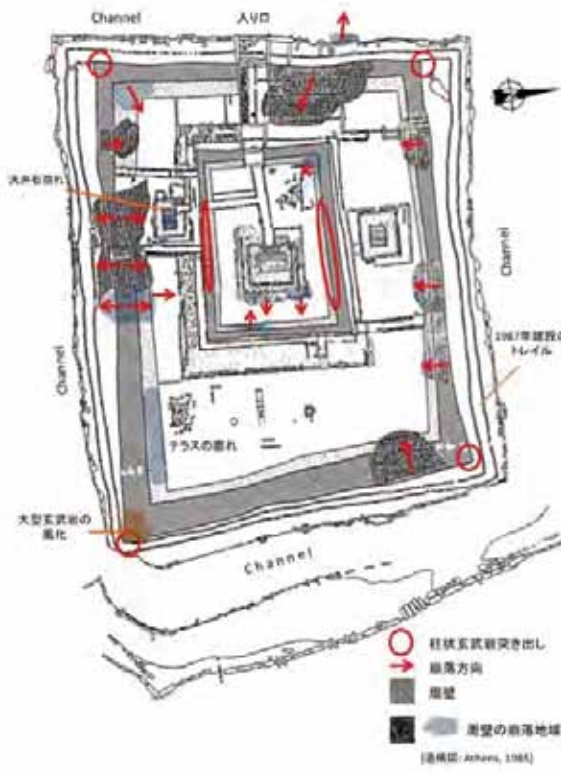 Channel
入り口
天井石崩れ
Channel
Channel
1987年建設の
トレイル
テラスの崩れ
大型玄武岩の
風化
Channel
柱状玄武岩突き出し
崩落方向
周壁
周壁の崩落地域
(遺構図: Athens, 1985)